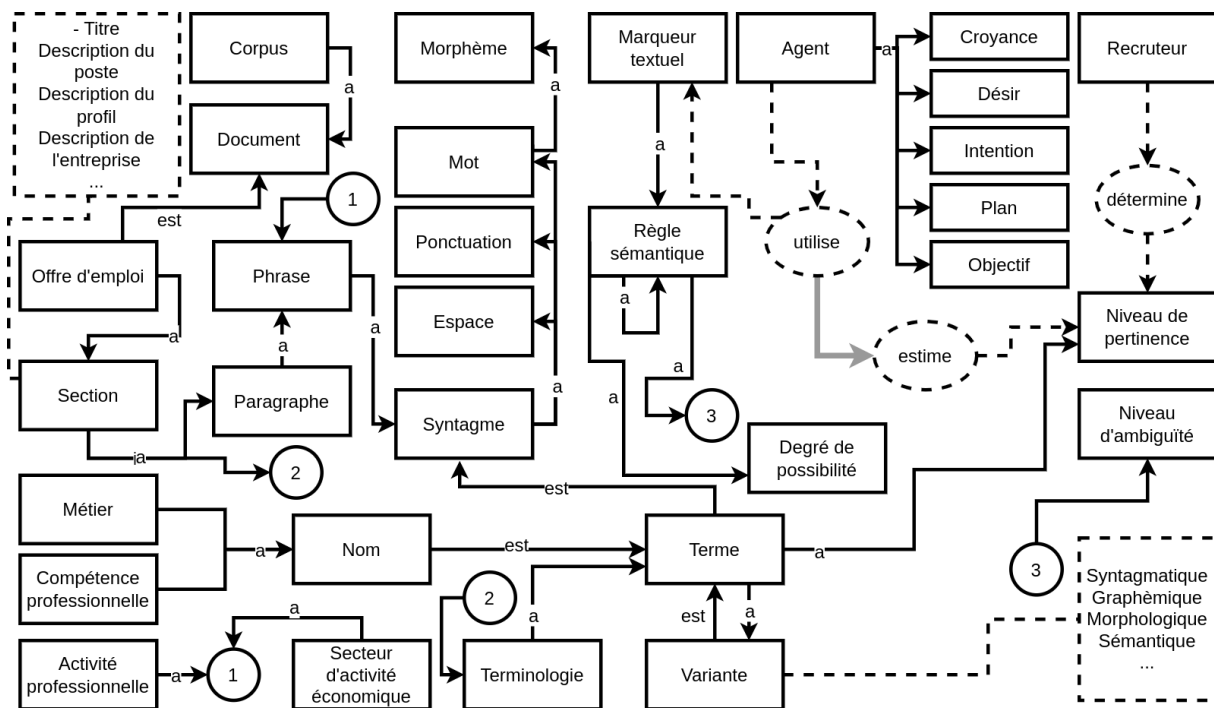 - Titre
Description du
poste
Description du
profil
Description de
l'entreprise
...
Corpus
a
Document
est
Offre d'emploi
a
Section
ia
Phrase
1
a
a
Paragraphe
2
Morphème
a
Mot
Ponctuation
Espace
a
Syntagme
est
Marqueur
textuel
a
Règle
sémantique
a
a
a
3
Degré de
possibilité
Agent
a
utilise
estime
Croyance
Désir
Intention
Plan
Objectif
Recruteur
détermine
Niveau de
pertinence
Niveau
d'ambiguïté
3
Métier
Compétence
professionnelle
a
Nom
est
Terme
a
Activité
professionnelle
a
1
a
Secteur
d'activité
économique
2
Terminologie
a
est
a
Variante
Syntagmatique
Graphèmique
Morphologique
Sémantique
...